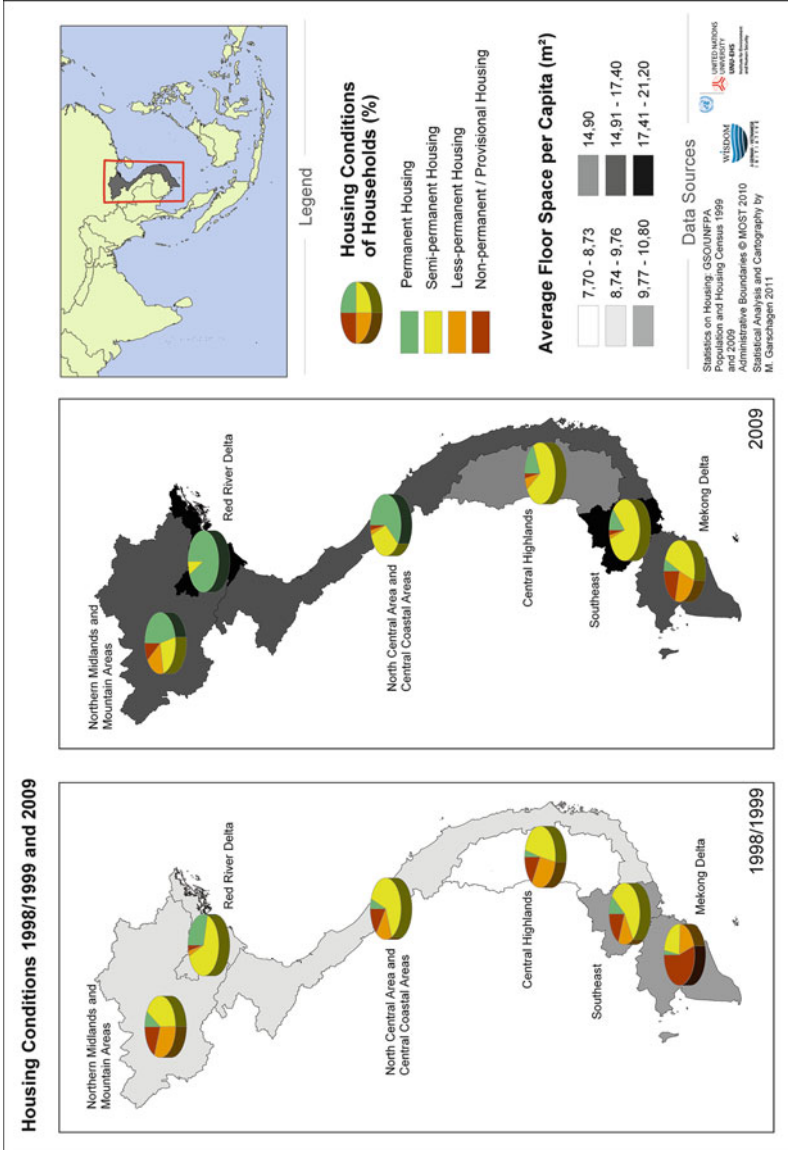 Housing Conditions 1998/1999 and 2009
Northern Midlands and
Mountain Areas
Red River Delta
North Central Area and
Central Coastal Areas
Central Highlands
Southeast
Mekong Delta
1998/1999
Northern Midlands and
Mountain Areas
Red River Delta
North Central Area and
Central Coastal Areas
Central Highlands
Southeast
Mekong Delta
2009
Legend
Housing Conditions
of Households (%)
Permanent Housing
Semi-permanent Housing
Less-permanent Housing
Non-permanent / Provisional Housing
Average Floor Space per Capita (m²)
7,70 - 8,73
8,74 - 9,76
9,77 - 10,80
14,90
14,91 - 17,40
17,41 - 21,20
Data Sources
Statistics on Housing: GSO/UNFPA
Population and Housing Census 1999
and 2009
Administrative Boundaries © MOST 2010
Statistical Analysis and Cartography by
M. Garschagen 2011
WISDOM
UNITED NATIONS
UNIVERSITY
UNU-EHS
Institute for Environment
and Human Security